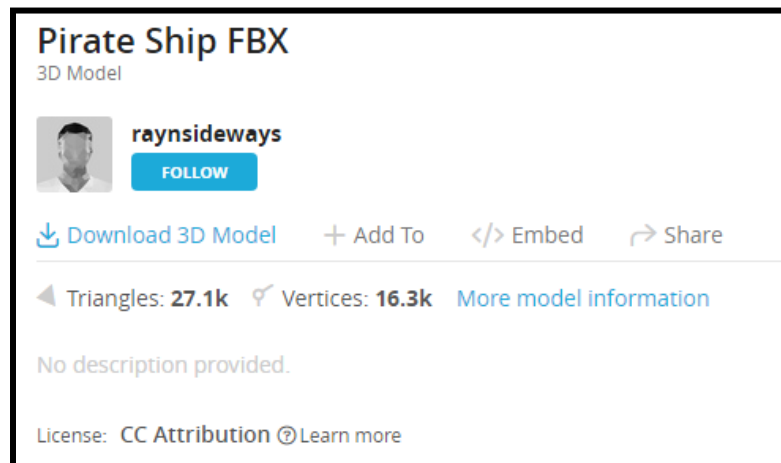 Pirate Ship FBX
3D Model
raynsideways
FOLLOW
Download 3D Model Add To </> Embed Share
Triangles: 27.1k Vertices: 16.3k More model information
No description provided.
License: CC Attribution ? Learn more